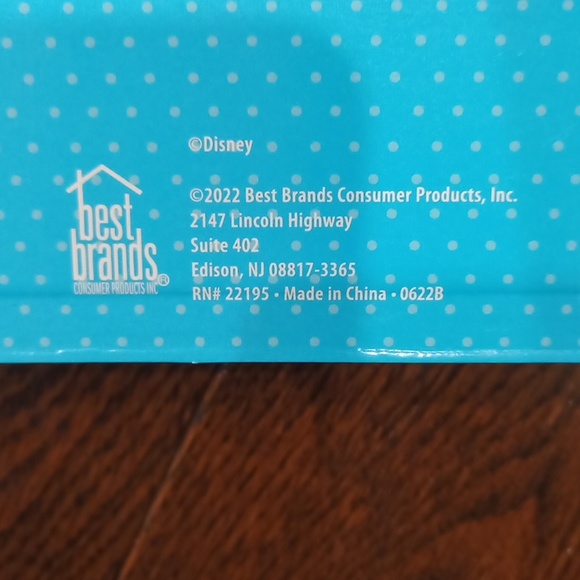 ©Disney
©2022 Best Brands Consumer Products, Inc.
2147 Lincoln Highway
Suite 402
Edison, NJ 08817-3365
RN# 22195 • Made in China • 0622B
best
brands®
CONSUMER PRODUCTS INC